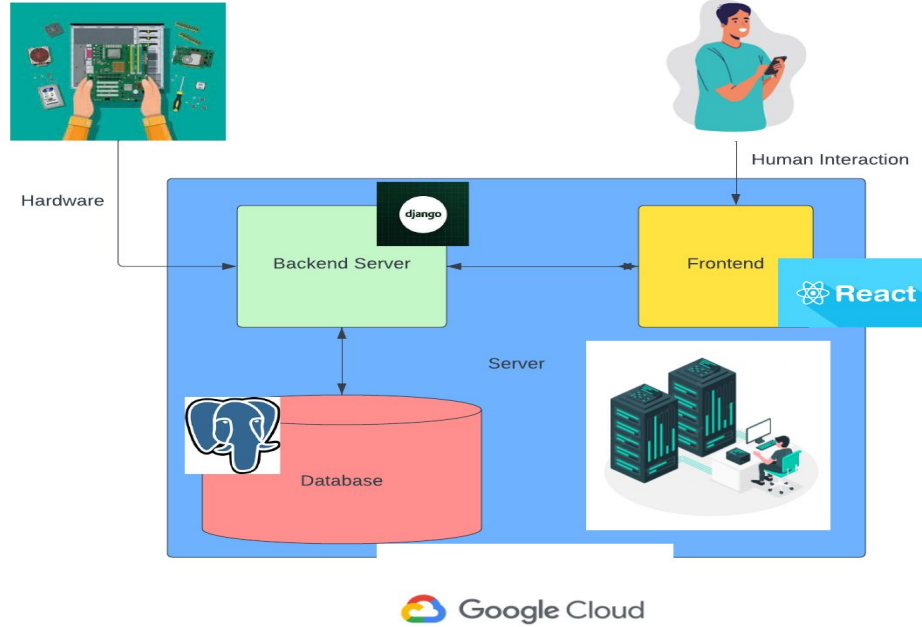 Human Interaction
Hardware
django
Backend Server
Frontend
React
Server
Database
Google Cloud